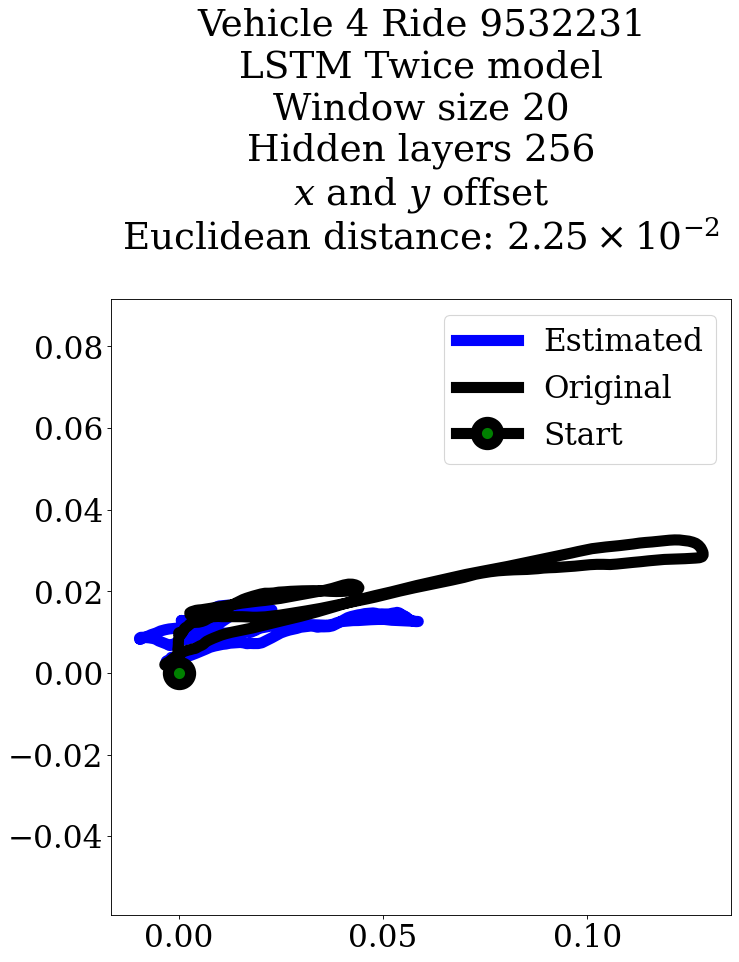 Vehicle 4 Ride 9532231
LSTM Twice model
Window size 20
Hidden layers 256
x and y offset
Euclidean distance: 2.25 × 10⁻²
Estimated
Original
Start
0.08
0.06
0.04
0.02
0.00
−0.02
−0.04
0.00 0.05 0.10